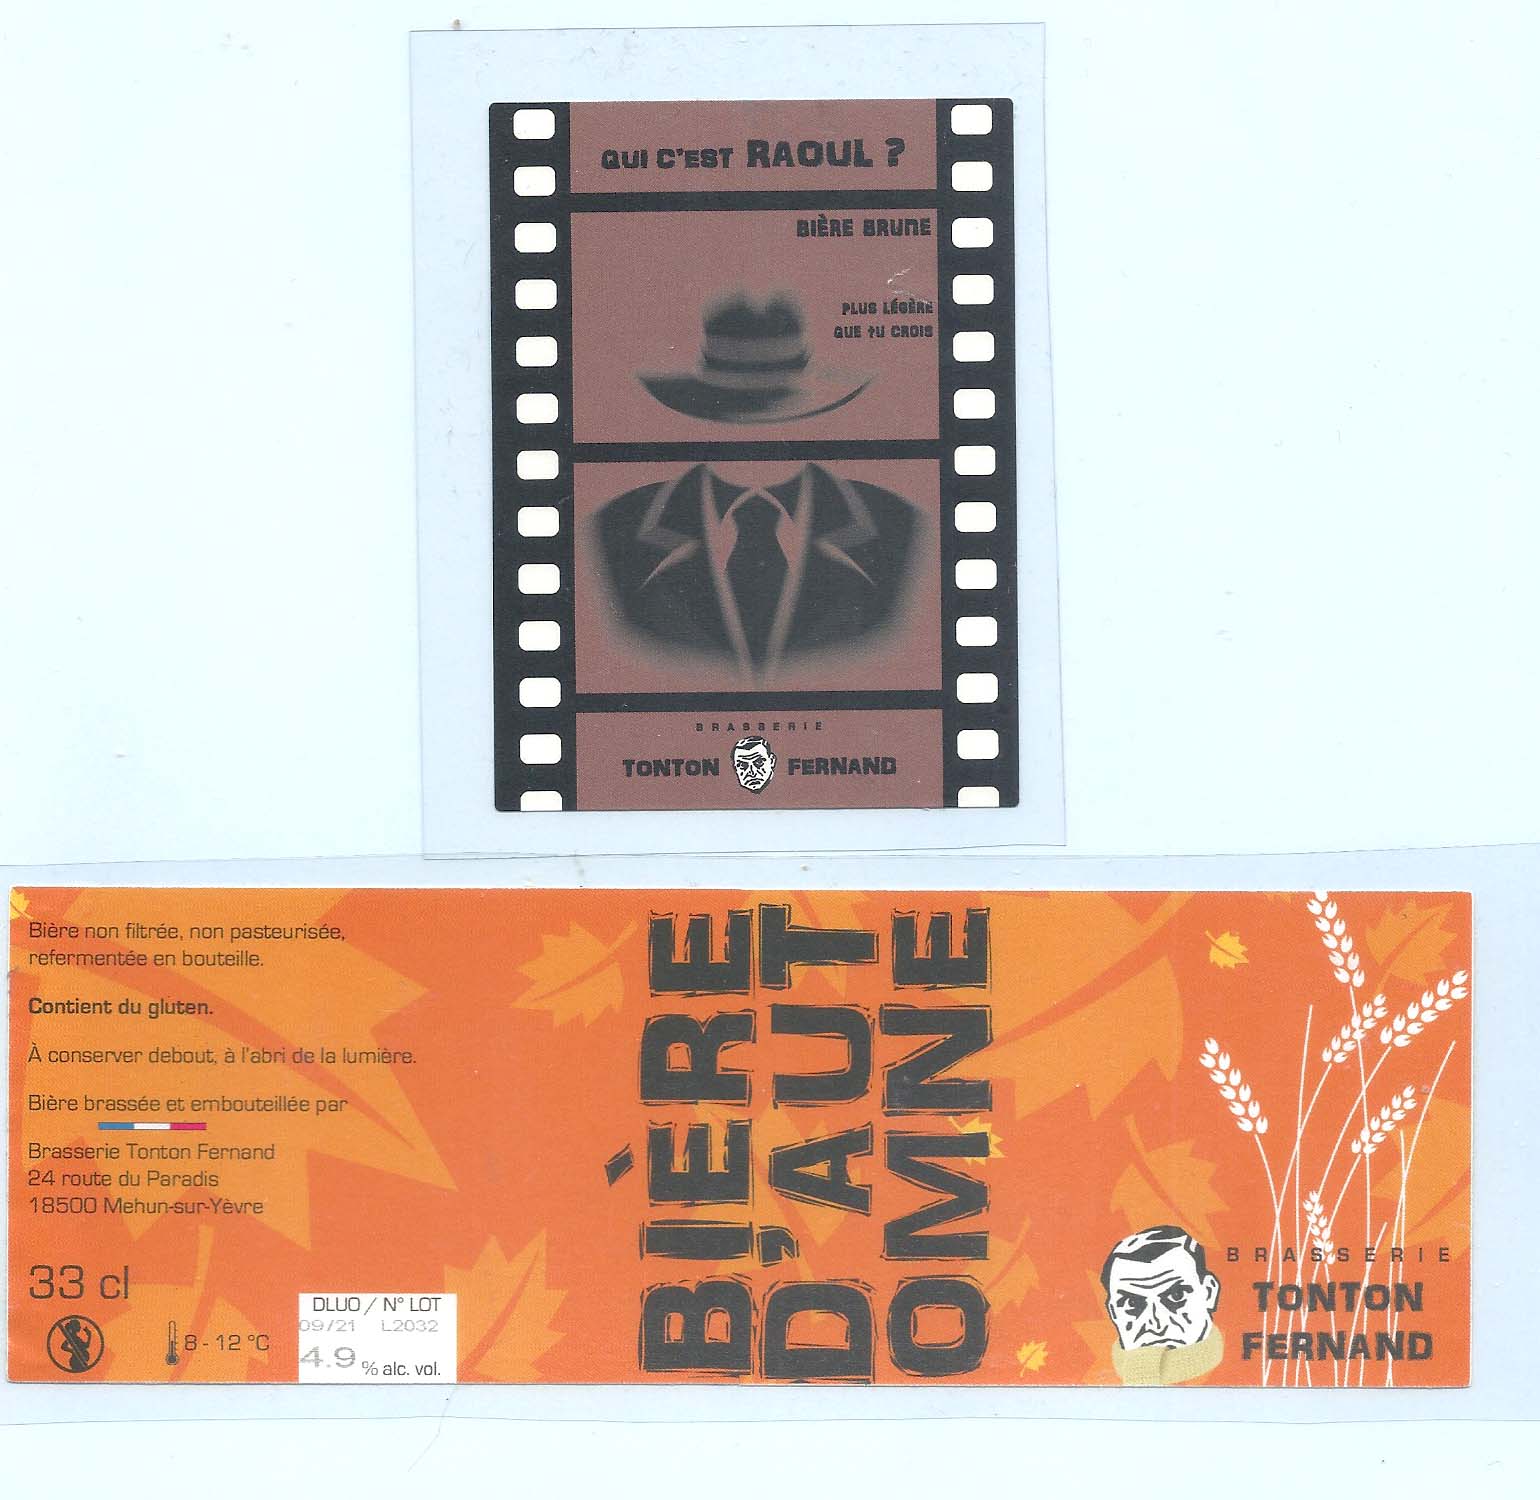 QUI C'EST RAOUL ?
BIÈRE BRUNE
PLUS LÉGÈRE
QUE TU CROIS
BRASSERIE
TONTON FERNAND
Bière non filtrée, non pasteurisée,
refermentée en bouteille.
Contient du gluten.
À conserver debout, à l'abri de la lumière.
Bière brassée et embouteillée par
Brasserie Tonton Fernand
24 route du Paradis
18500 Mehun-sur-Yèvre
33 cl
8 - 12 °C
DLUO / N° LOT
09/21 L2032
4.9 % alc. vol.
BIÈRE
D'AUT
OMNE
BRASSERIE
TONTON
FERNAND